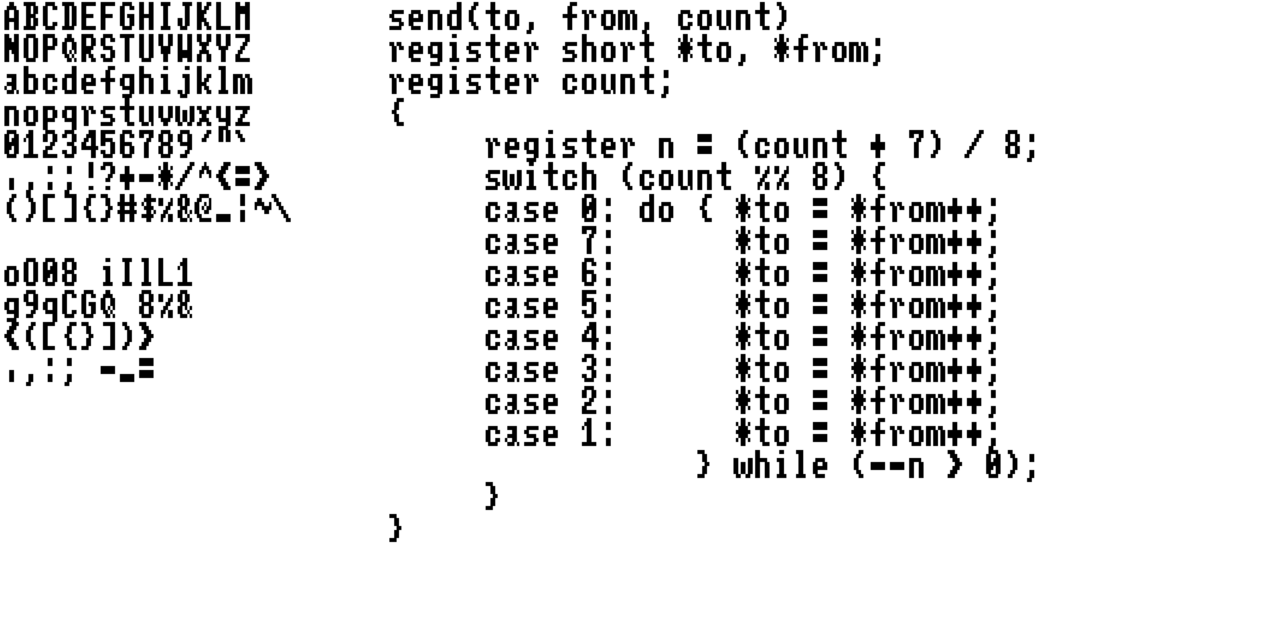 ABCDEFGHIJKLM
NOPQRSTUVWXYZ
abcdefghijklm
nopqrstuvwxyz
0123456789'"`
.,:;!?+-*/^<=>
()[]{}#$%&@_|~\
oO08 iIlL1
g9qCGQ 8%&
<([{}])>
.,:; -_=
send(to, from, count)
register short *to, *from;
register count;
{
     register n = (count + 7) / 8;
     switch (count %% 8) {
     case 0: do { *to = *from++;
     case 7:      *to = *from++;
     case 6:      *to = *from++;
     case 5:      *to = *from++;
     case 4:      *to = *from++;
     case 3:      *to = *from++;
     case 2:      *to = *from++;
     case 1:      *to = *from++;
                } while (--n > 0);
     }
}